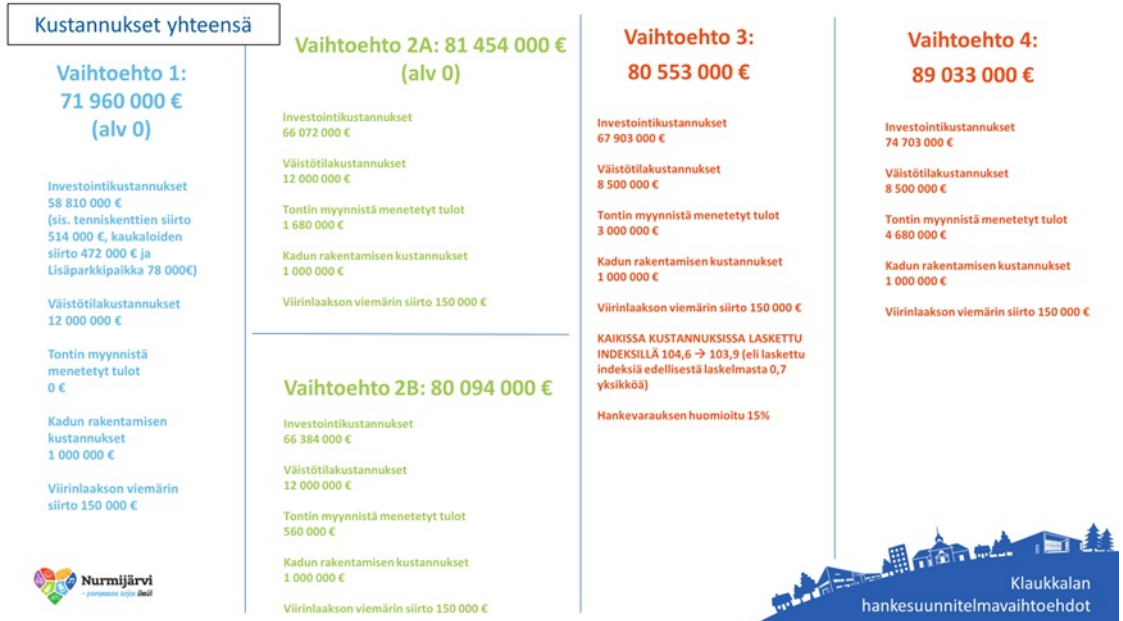 Kustannukset yhteensä
Vaihtoehto 1:
71 960 000 €
(alv 0)
Investointikustannukset
58 810 000 €
(sis. tenniskenttien siirto
514 000 €, kaukaloiden
siirto 472 000 € ja
Lisäparkkipaikka 78 000€)
Väistötilakustannukset
12 000 000 €
Tontin myynnistä
menetetyt tulot
0 €
Kadun rakentamisen
kustannukset
1 000 000 €
Viirinlaakson viemärin
siirto 150 000 €
Vaihtoehto 2A: 81 454 000 €
(alv 0)
Investointikustannukset
66 072 000 €
Väistötilakustannukset
12 000 000 €
Tontin myynnistä menetetyt tulot
1 680 000 €
Kadun rakentamisen kustannukset
1 000 000 €
Viirinlaakson viemärin siirto 150 000 €
Vaihtoehto 2B: 80 094 000 €
Investointikustannukset
66 384 000 €
Väistötilakustannukset
12 000 000 €
Tontin myynnistä menetetyt tulot
560 000 €
Kadun rakentamisen kustannukset
1 000 000 €
Viirinlaakson viemärin siirto 150 000 €
Vaihtoehto 3:
80 553 000 €
Investointikustannukset
67 903 000 €
Väistötilakustannukset
8 500 000 €
Tontin myynnistä menetetyt tulot
3 000 000 €
Kadun rakentamisen kustannukset
1 000 000 €
Viirinlaakson viemärin siirto 150 000 €
KAIKISSA KUSTANNUKSISSA LASKETTU
INDEKSILLÄ 104,6 → 103,9 (eli laskettu
indeksiä edellisestä laskelmasta 0,7
yksikköä)
Hankevarauksen huomioitu 15%
Vaihtoehto 4:
89 033 000 €
Investointikustannukset
74 703 000 €
Väistötilakustannukset
8 500 000 €
Tontin myynnistä menetetyt tulot
4 680 000 €
Kadun rakentamisen kustannukset
1 000 000 €
Viirinlaakson viemärin siirto 150 000 €
Nurmijärvi
– paremman arjen ilmiö
Klaukkalan
hankesuunnitelmavaihtoehdot